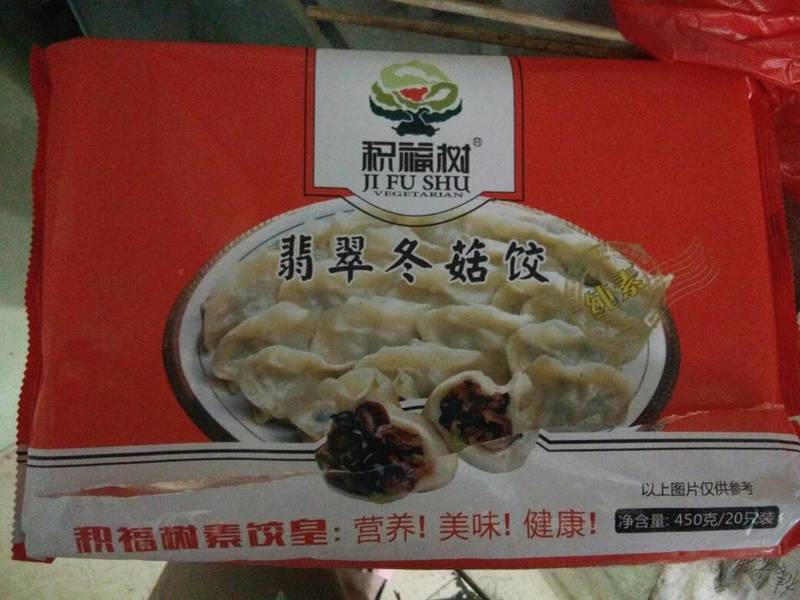 积福树®
JI FU SHU
VEGETARIAN
翡翠冬菇饺
纯素
以上图片仅供参考
积福树素饺皇:营养!美味!健康!
净含量: 450克/20只装